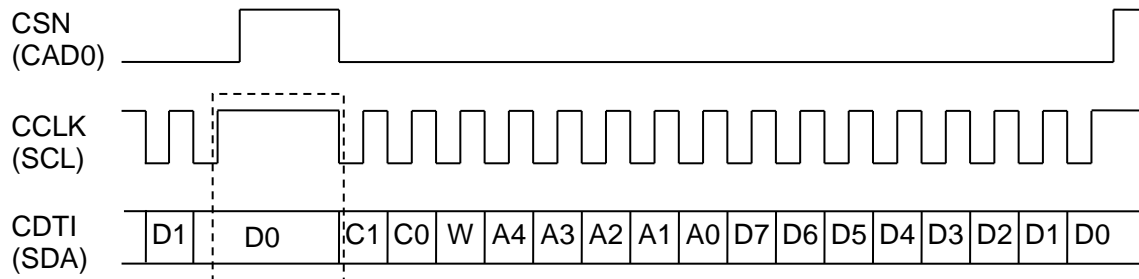 CSN
(CAD0)
CCLK
(SCL)
CDTI
(SDA)
D1 D0 C1 C0 W A4 A3 A2 A1 A0 D7 D6 D5 D4 D3 D2 D1 D0